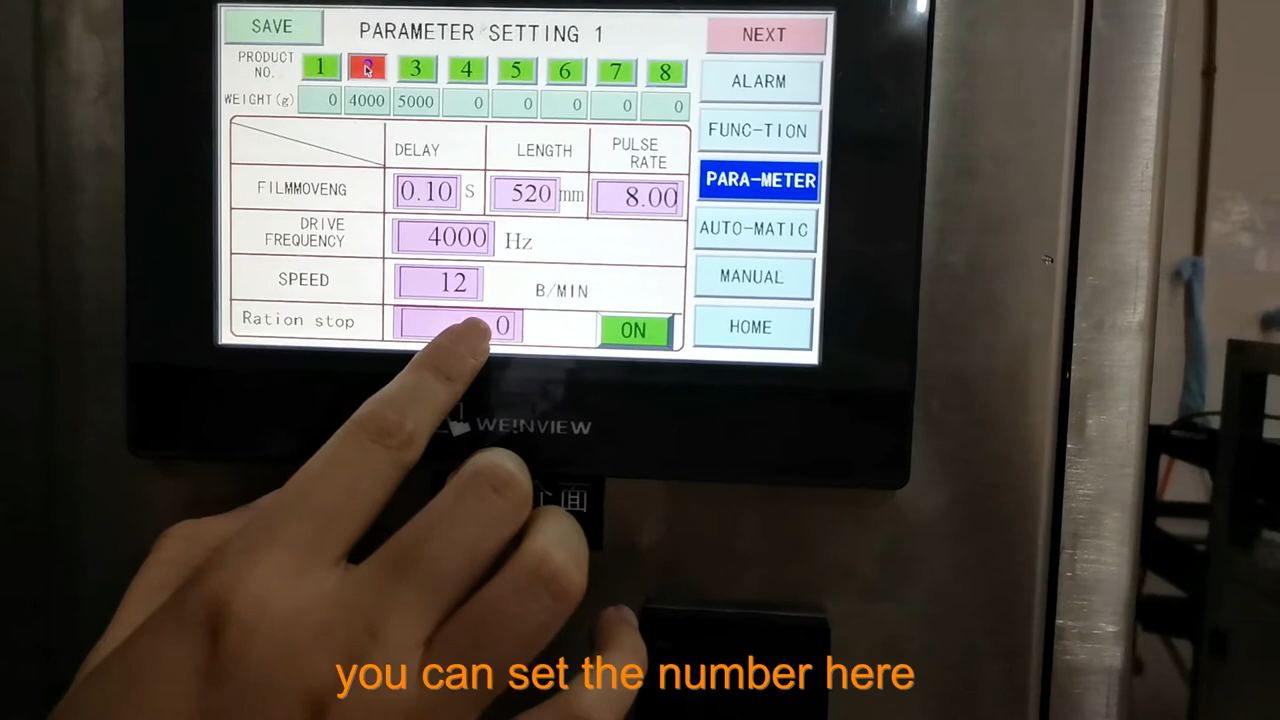 SAVE
PARAMETER SETTING 1
NEXT
PRODUCT NO.
1 2 3 4 5 6 7 8
WEIGHT(g)
0 4000 5000 0 0 0 0 0
ALARM
FUNC-TION
PARA-METER
AUTO-MATIC
MANUAL
HOME
DELAY LENGTH PULSE RATE
FILMMOVENG 0.10 S 520 mm 8.00
DRIVE FREQUENCY 4000 Hz
SPEED 12 B/MIN
Ration stop 0 ON
WEINVIEW
面
you can set the number here